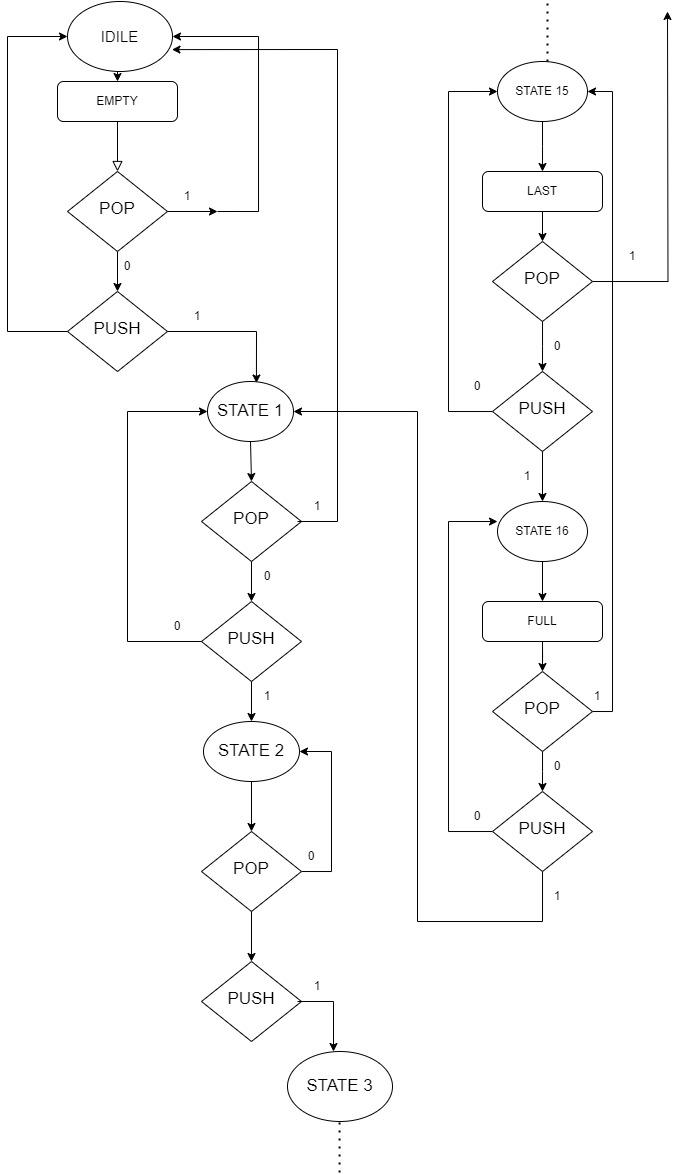 IDILE
EMPTY
POP
1
0
PUSH
1
STATE 1
POP
1
0
PUSH
0
1
STATE 2
POP
0
PUSH
1
STATE 3
STATE 15
LAST
POP
1
0
PUSH
0
1
STATE 16
FULL
POP
1
0
PUSH
0
1